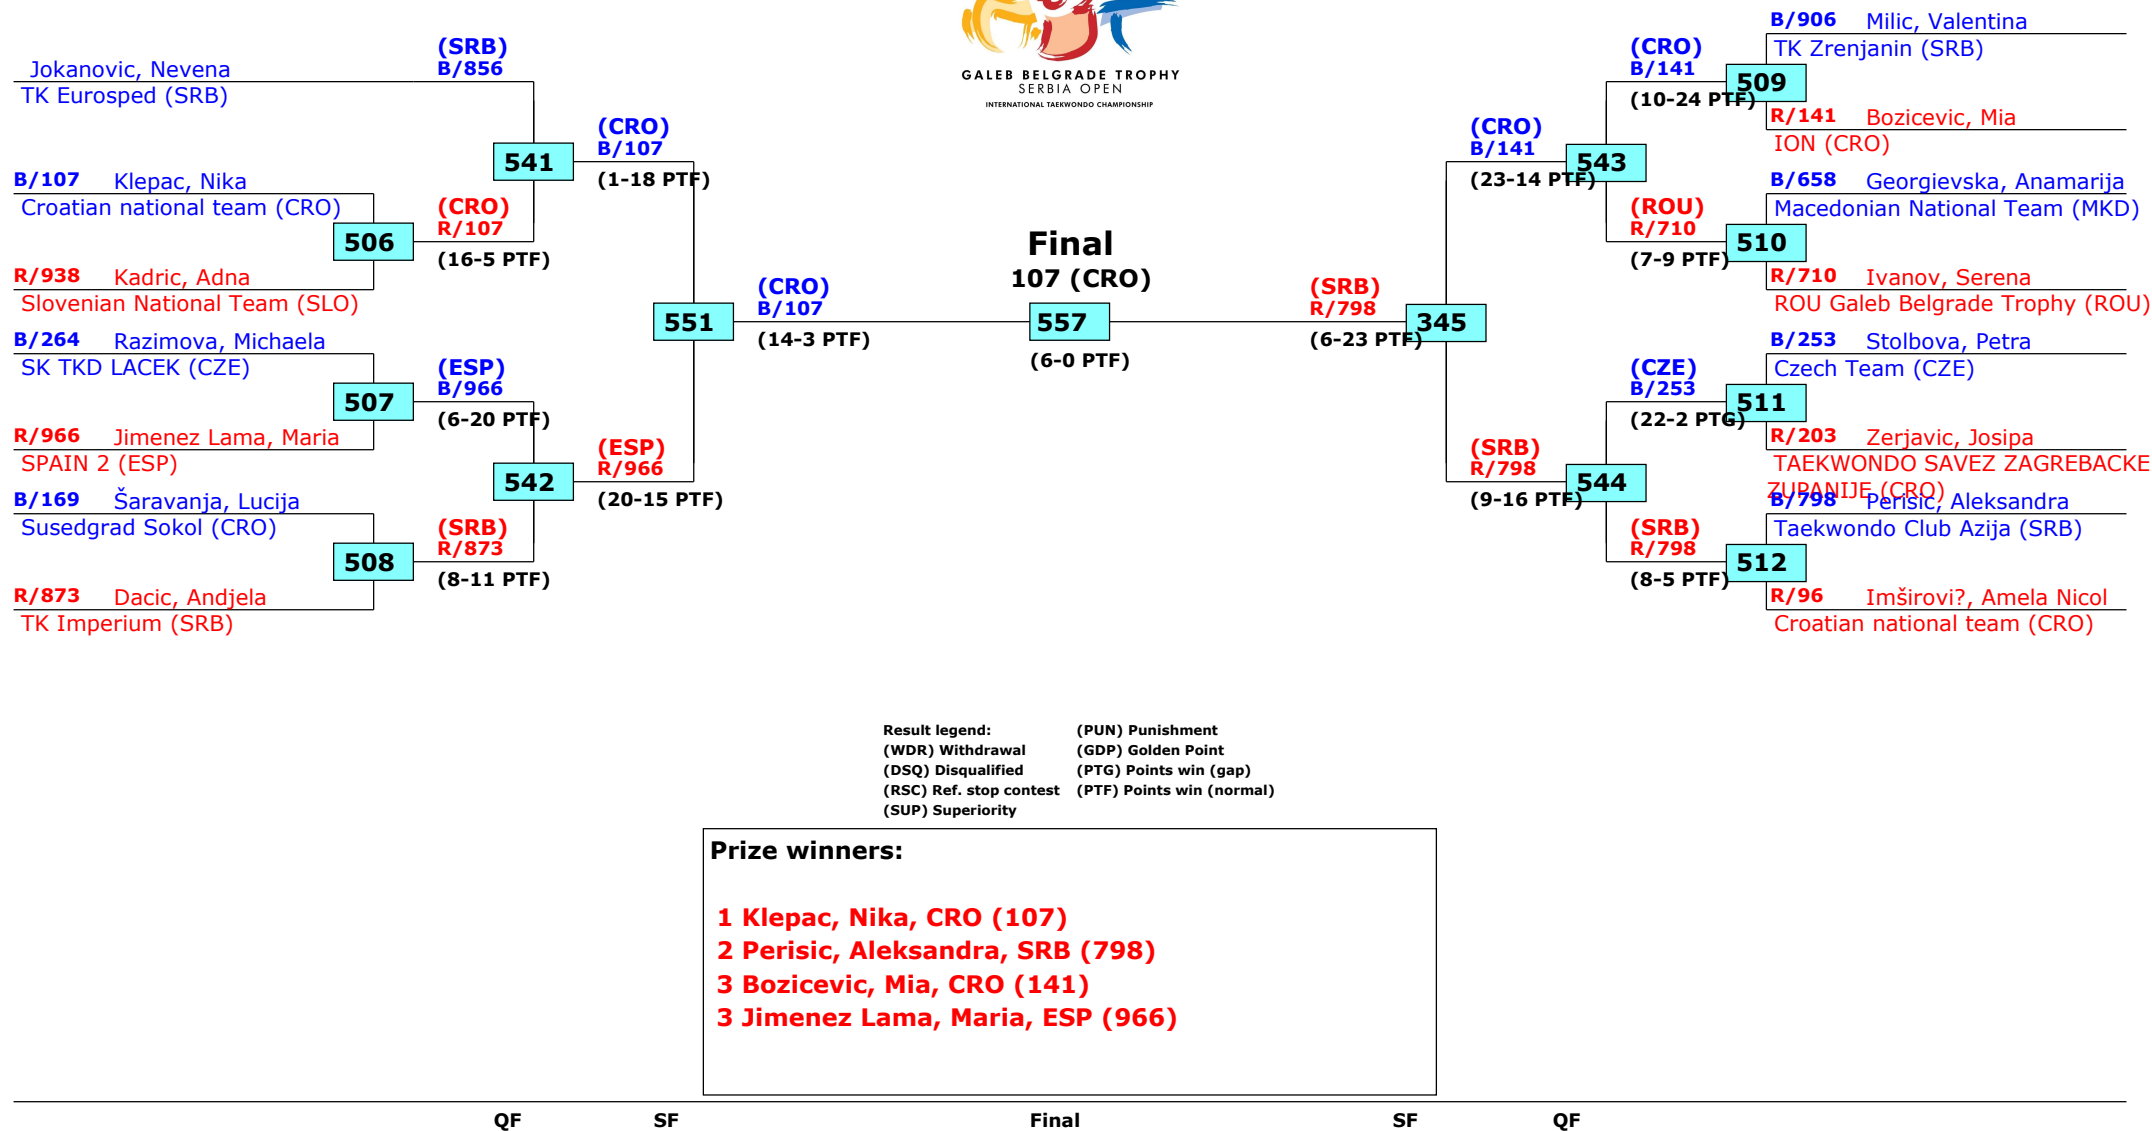 GALEB BELGRADE TROPHY
SERBIA OPEN
INTERNATIONAL TAEKWONDO CHAMPIONSHIP
Jokanovic, Nevena
TK Eurosped (SRB)
B/107 Klepac, Nika
Croatian national team (CRO)
R/938 Kadric, Adna
Slovenian National Team (SLO)
B/264 Razimova, Michaela
SK TKD LACEK (CZE)
R/966 Jimenez Lama, Maria
SPAIN 2 (ESP)
B/169 Šaravanja, Lucija
Susedgrad Sokol (CRO)
R/873 Dacic, Andjela
TK Imperium (SRB)
506
507
508
(SRB)
B/856
(CRO)
R/107
(16-5 PTF)
(ESP)
B/966
(6-20 PTF)
(SRB)
R/873
(8-11 PTF)
541
542
(CRO)
B/107
(1-18 PTF)
(ESP)
R/966
(20-15 PTF)
551
(CRO)
B/107
(14-3 PTF)
Final
107 (CRO)
557
(6-0 PTF)
(SRB)
R/798
(6-23 PTF)
345
(CRO)
B/141
(23-14 PTF)
(SRB)
R/798
(9-16 PTF)
543
544
(CRO)
B/141
(10-24 PTF)
(ROU)
R/710
(7-9 PTF)
(CZE)
B/253
(22-2 PTG)
(SRB)
R/798
(8-5 PTF)
509
510
511
512
B/906 Milic, Valentina
TK Zrenjanin (SRB)
R/141 Bozicevic, Mia
ION (CRO)
B/658 Georgievska, Anamarija
Macedonian National Team (MKD)
R/710 Ivanov, Serena
ROU Galeb Belgrade Trophy (ROU)
B/253 Stolbova, Petra
Czech Team (CZE)
R/203 Zerjavic, Josipa
TAEKWONDO SAVEZ ZAGREBACKE
ZUPANIJE (CRO)
B/798 Perisic, Aleksandra
Taekwondo Club Azija (SRB)
R/96 Imširovi?, Amela Nicol
Croatian national team (CRO)
Result legend: (PUN) Punishment
(WDR) Withdrawal (GDP) Golden Point
(DSQ) Disqualified (PTG) Points win (gap)
(RSC) Ref. stop contest (PTF) Points win (normal)
(SUP) Superiority
Prize winners:
1 Klepac, Nika, CRO (107)
2 Perisic, Aleksandra, SRB (798)
3 Bozicevic, Mia, CRO (141)
3 Jimenez Lama, Maria, ESP (966)
QF SF Final SF QF